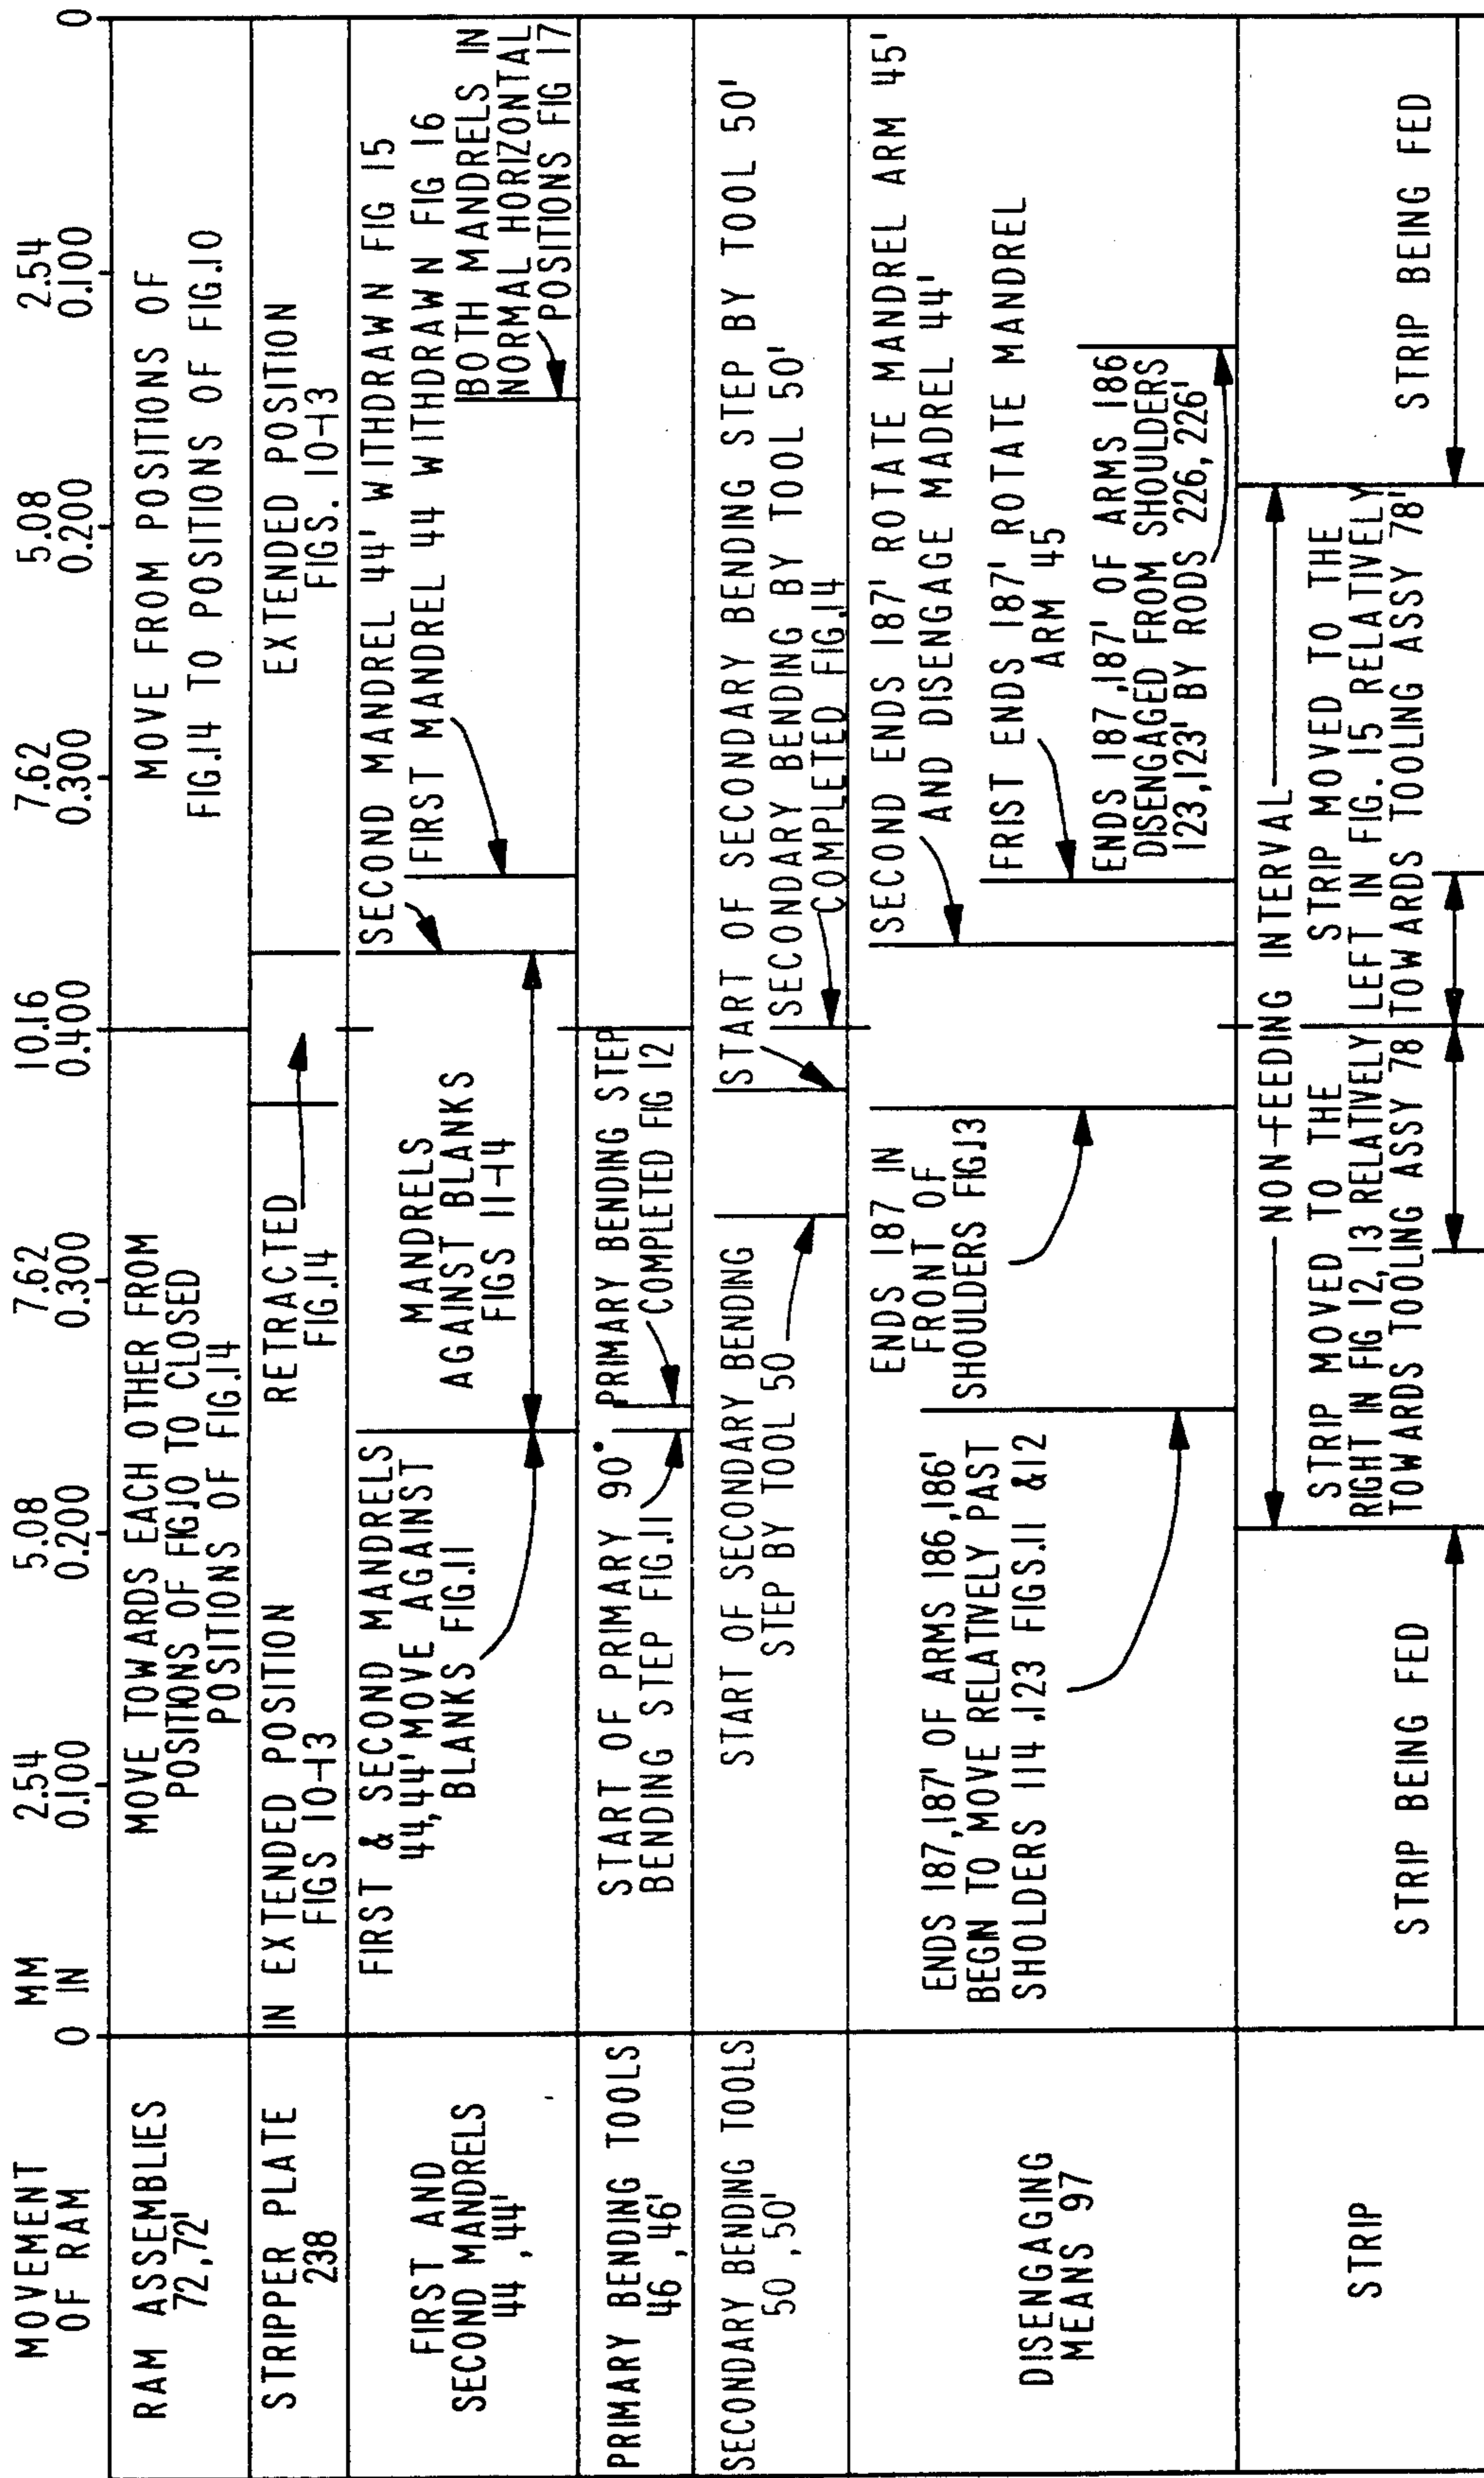 MOVEMENT
OF RAM
0
MM
IN
2.54
0.100
5.08
0.200
7.62
0.300
10.16
0.400
7.62
0.300
5.08
0.200
2.54
0.100
0
RAM ASSEMBLIES
72,72'
MOVE TOWARDS EACH OTHER FROM
POSITIONS OF FIG.10 TO CLOSED
POSITIONS OF FIG.14
MOVE FROM POSITIONS OF
FIG.14 TO POSITIONS OF FIG.10
STRIPPER PLATE
238
IN EXTENDED POSITION
FIGS 10-13
RETRACTED
FIG.14
EXTENDED POSITION
FIGS. 10-13
FIRST AND
SECOND MANDRELS
44 ,44'
FIRST & SECOND MANDRELS
44,44' MOVE AGAINST
BLANKS FIG.11
MANDRELS
AGAINST BLANKS
FIGS 11-14
SECOND MANDREL 44' WITHDRAWN FIG 15
FIRST MANDREL 44 WITHDRAWN FIG 16
BOTH MANDRELS IN
NORMAL HORIZONTAL
POSITIONS FIG 17
PRIMARY BENDING TOOLS
46 ,46'
START OF PRIMARY 90°
BENDING STEP FIG.11
PRIMARY BENDING STEP
COMPLETED FIG 12
SECONDARY BENDING TOOLS
50 ,50'
START OF SECONDARY BENDING
STEP BY TOOL 50
START OF SECONDARY BENDING STEP BY TOOL 50'
SECONDARY BENDING BY TOOL 50'
COMPLETED FIG.14
DISENGAGING
MEANS 97
ENDS 187,187' OF ARMS 186,186'
BEGN TO MOVE RELATIVELY PAST
SHOLDERS 114 ,123 FIGS.11 &12
ENDS 187 IN
FRONT OF
SHOULDERS FIG.13
SECOND ENDS 187' ROTATE MANDREL ARM 45'
AND DISENGAGE MADREL 44'
FRIST ENDS 187' ROTATE MANDREL
ARM 45
ENDS 187,187' OF ARMS 186
DISENGAGED FROM SHOULDERS
123,123' BY RODS 226,226'
STRIP
STRIP BEING FED
NON-FEEDING INTERVAL
STRIP MOVED TO THE
RIGHT IN FIG 12, 13 RELATIVELY
TOWARDS TOOLING ASSY 78
STRIP MOVED TO THE
LEFT IN FIG. 15 RELATIVELY
TOWARDS TOOLING ASSY 78'
STRIP BEING FED